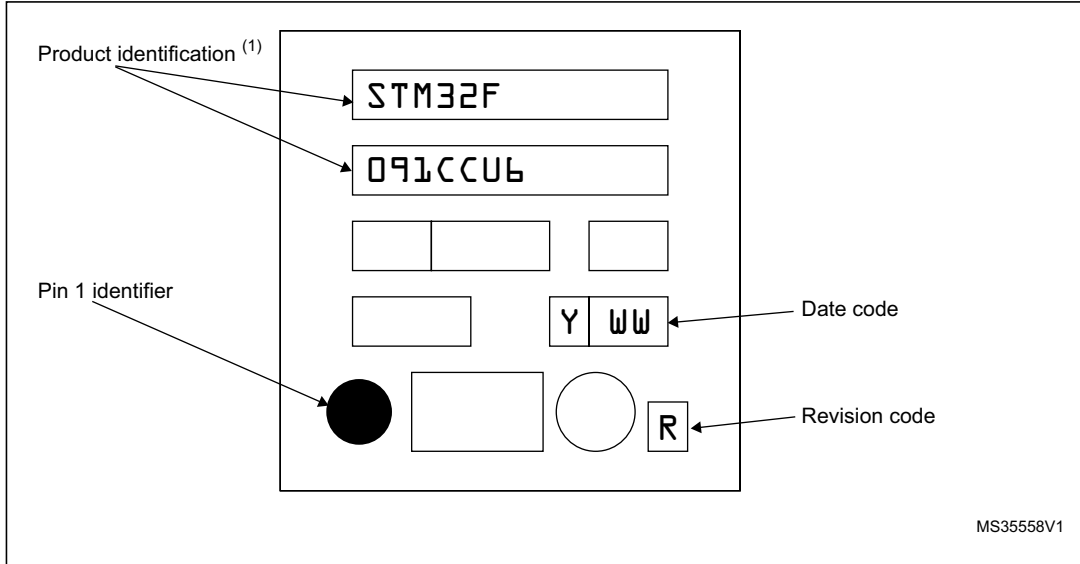 Product identification (1)
STM32F
091CCU6
Pin 1 identifier
Y WW
Date code
R
Revision code
MS35558V1